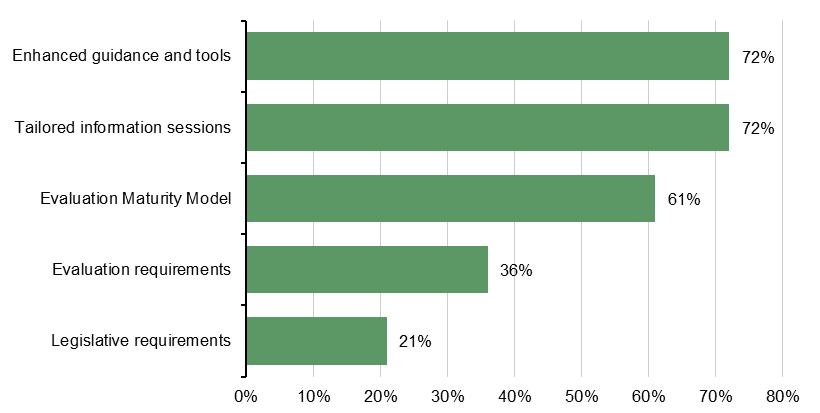 Enhanced guidance and tools
72%
Tailored information sessions
72%
Evaluation Maturity Model
61%
Evaluation requirements
36%
Legislative requirements
21%
0% 10% 20% 30% 40% 50% 60% 70% 80%